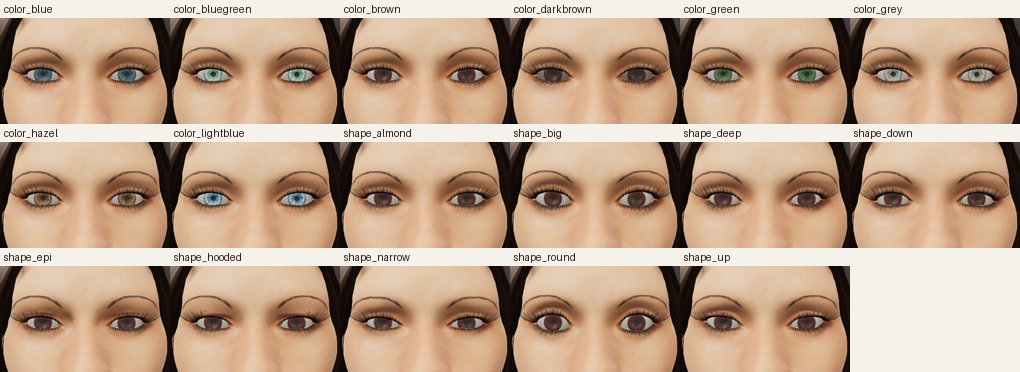 color_blue
color_bluegreen
color_brown
color_darkbrown
color_green
color_grey
color_hazel
color_lightblue
shape_almond
shape_big
shape_deep
shape_down
shape_epi
shape_hooded
shape_narrow
shape_round
shape_up